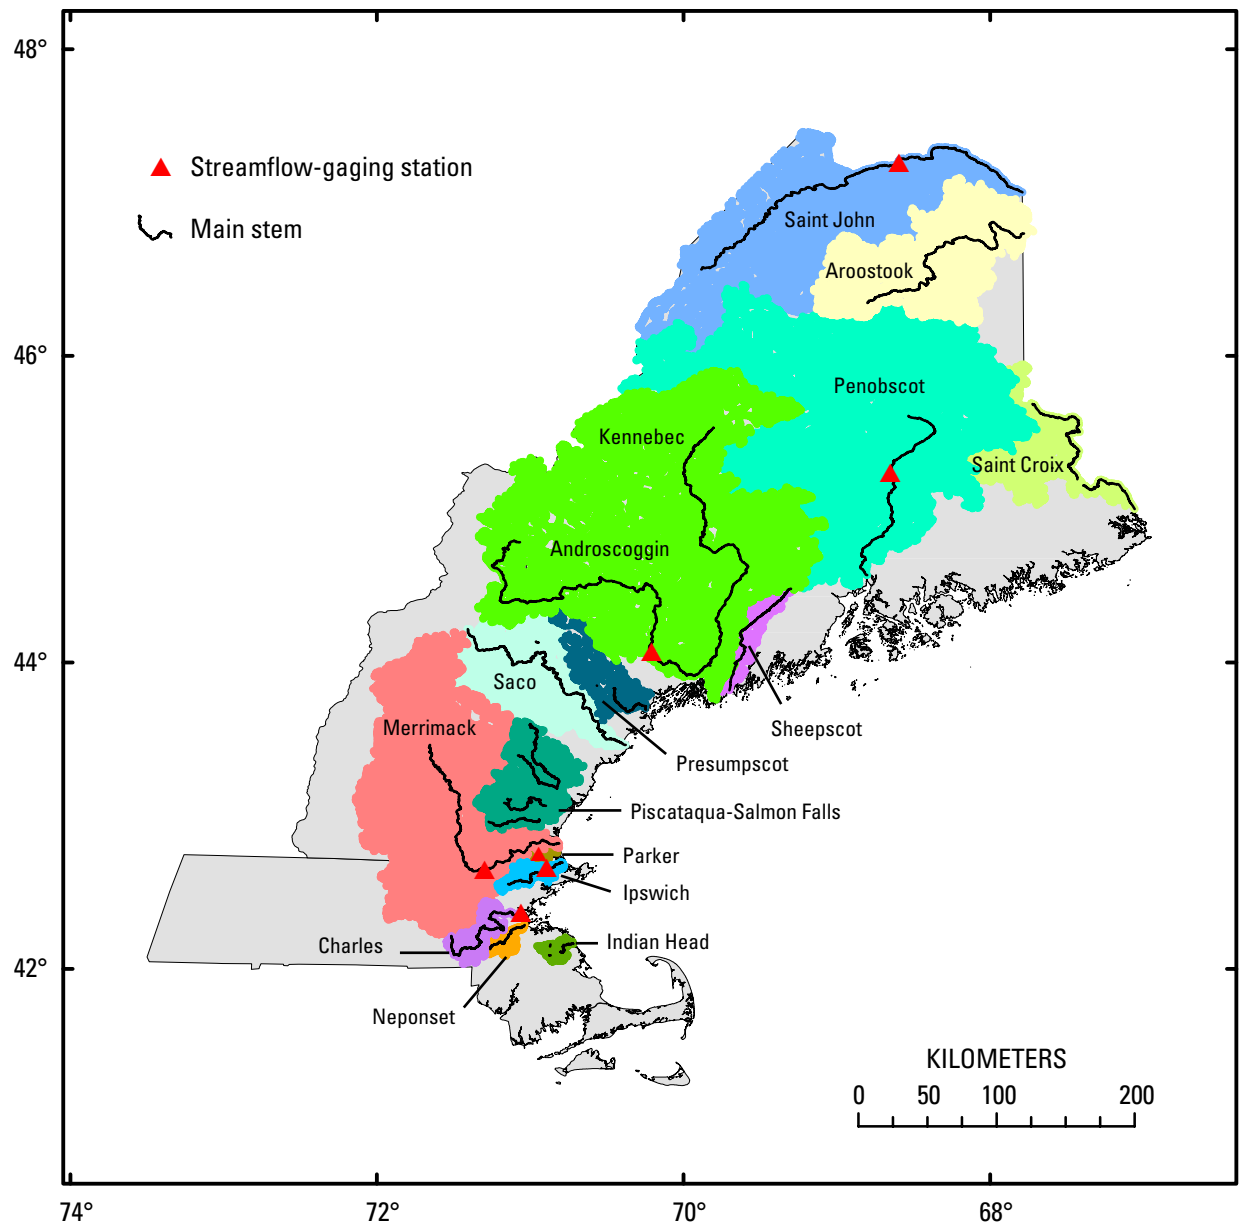 48°
Streamflow-gaging station
Main stem
Saint John
Aroostook
46°
Penobscot
Kennebec
Saint Croix
Androscoggin
44°
Saco
Merrimack
Sheepscot
Presumpscot
Piscataqua-Salmon Falls
Parker
Ipswich
Charles
Indian Head
42°
Neponset
KILOMETERS
0 50 100 200
74° 72° 70° 68°